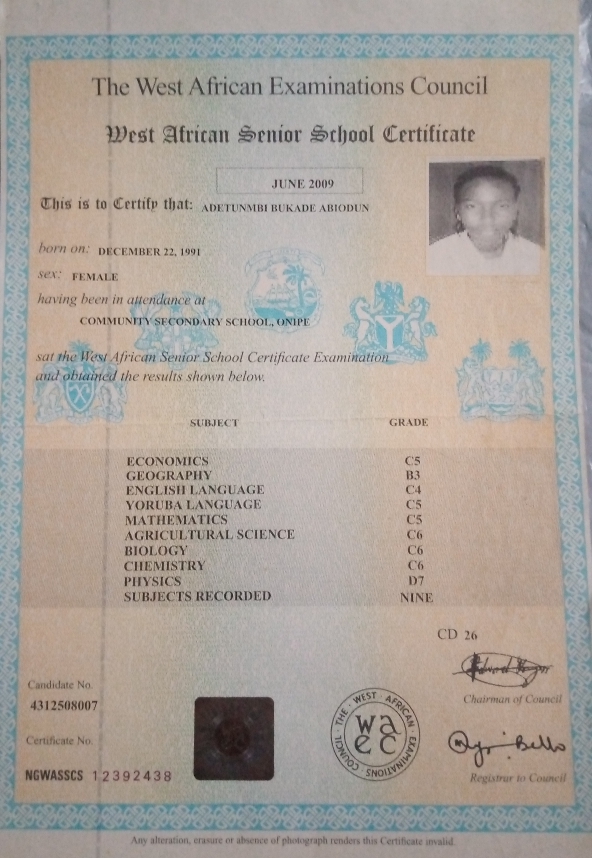 The West African Examinations Council
West African Senior School Certificate
JUNE 2009
This is to Certify that: ADETUNMBI BUKADE ABIODUN
born on: DECEMBER 22, 1991
sex: FEMALE
having been in attendance at
COMMUNITY SECONDARY SCHOOL, ONIPE
sat the West African Senior School Certificate Examination
and obtained the results shown below.
SUBJECT GRADE
ECONOMICS C5
GEOGRAPHY B3
ENGLISH LANGUAGE C4
YORUBA LANGUAGE C5
MATHEMATICS C5
AGRICULTURAL SCIENCE C6
BIOLOGY C6
CHEMISTRY C6
PHYSICS D7
SUBJECTS RECORDED NINE
CD 26
Chairman of Council
Candidate No.
4312508007
THE · WEST · AFRICAN · EXAMINATIONS · COUNCIL
wa
ec
Certificate No:
Registrar to Council
NGWASSCS 12392438
Any alteration, erasure or absence of photograph renders this Certificate invalid.